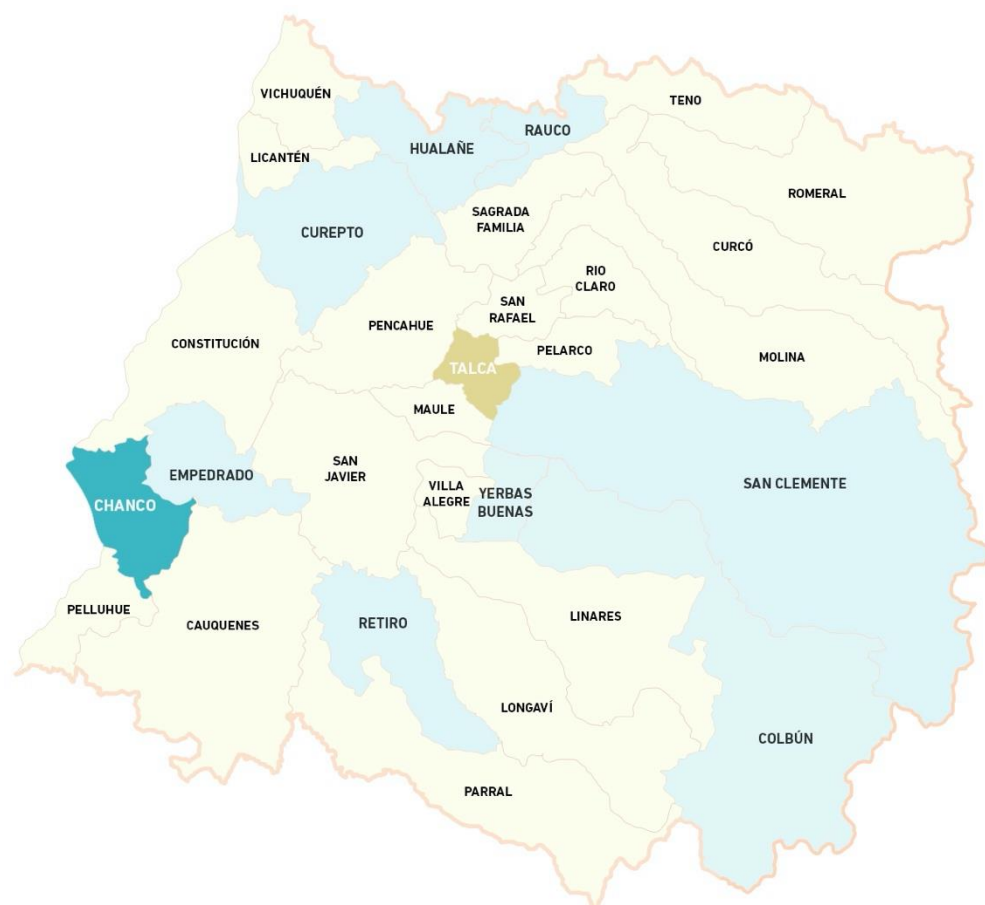 VICHUQUÉN
TENO
RAUCO
HUALAÑE
LICANTÉN
ROMERAL
SAGRADA
FAMILIA
CUREPTO
CURCÓ
RIO
CLARO
SAN
RAFAEL
PENCAHUE
CONSTITUCIÓN
PELARCO
MOLINA
TALCA
MAULE
EMPEDRADO
SAN
JAVIER
VILLA
ALEGRE
YERBAS
BUENAS
SAN CLEMENTE
CHANCO
PELLUHUE
CAUQUENES
RETIRO
LINARES
LONGAVÍ
COLBÚN
PARRAL